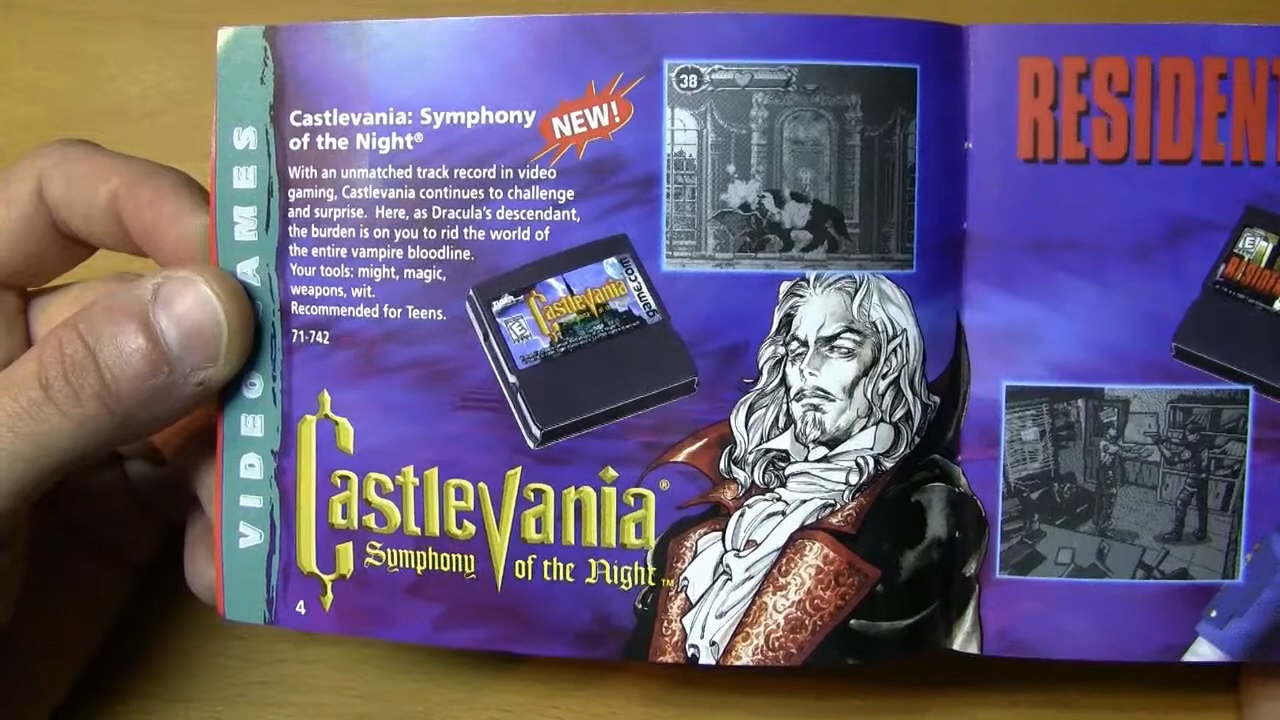 VIDEO GAMES
Castlevania: Symphony
of the Night®
NEW!
With an unmatched track record in video
gaming, Castlevania continues to challenge
and surprise. Here, as Dracula's descendant,
the burden is on you to rid the world of
the entire vampire bloodline.
Your tools: might, magic,
weapons, wit.
Recommended for Teens.
71-742
38
Castlevania
game.com
E
Castlevania®
Symphony of the Night™
4
RESIDENT
E